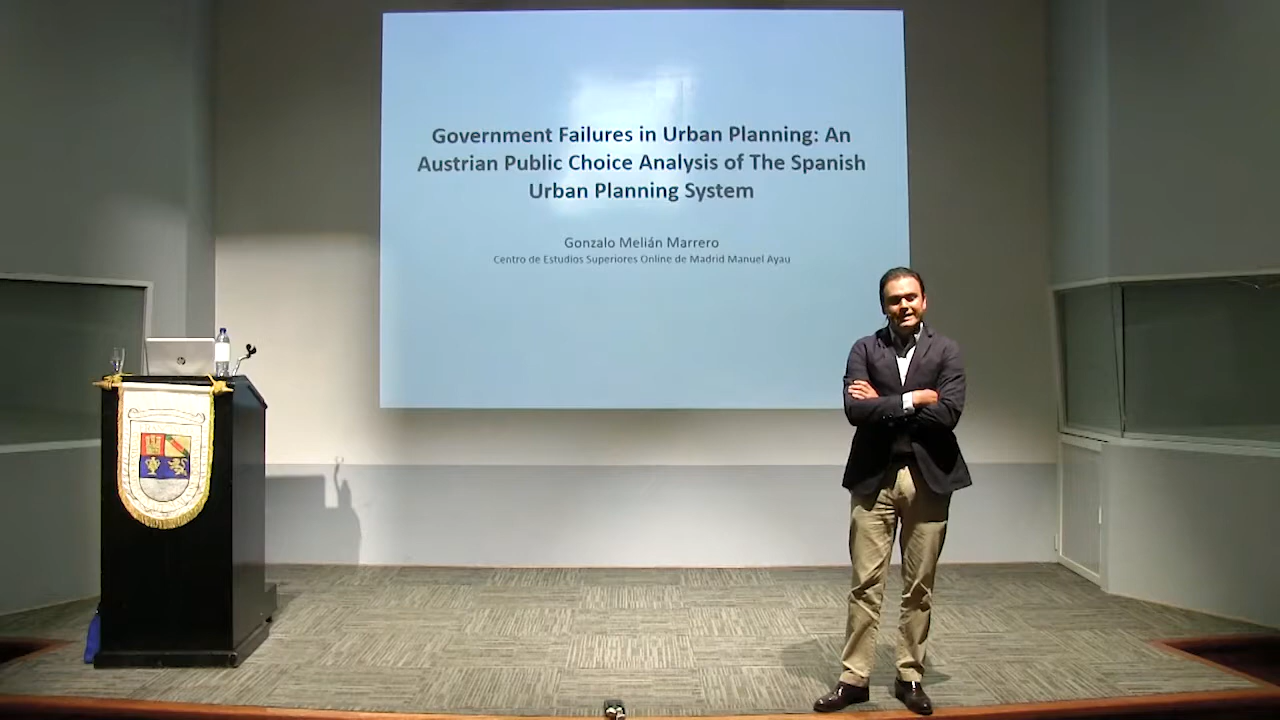 Government Failures in Urban Planning: An
Austrian Public Choice Analysis of The Spanish
Urban Planning System
Gonzalo Melián Marrero
Centro de Estudios Superiores Online de Madrid Manuel Ayau